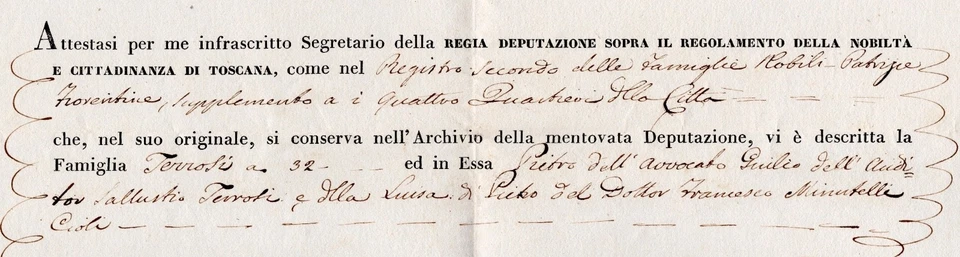 Attestasi per me infrascritto Segretario della REGIA DEPUTAZIONE SOPRA IL REGOLAMENTO DELLA NOBILTÀ
E CITTADINANZA DI TOSCANA, come nel Registro secondo delle Famiglie Nobili Patrizie
Fiorentine, supplemento a i quattro Quartieri della Città — — — —
che, nel suo originale, si conserva nell'Archivio della mentovata Deputazione, vi è descritta la
Famiglia Terrosi a 32 — — ed in Essa Pietro dell' Avvocato Giulio dell' Audi=
tor Sallustio Terrosi e della Luisa di Pietro del Dottor Francesco Minutelli
Cioli — — — — — — — — —